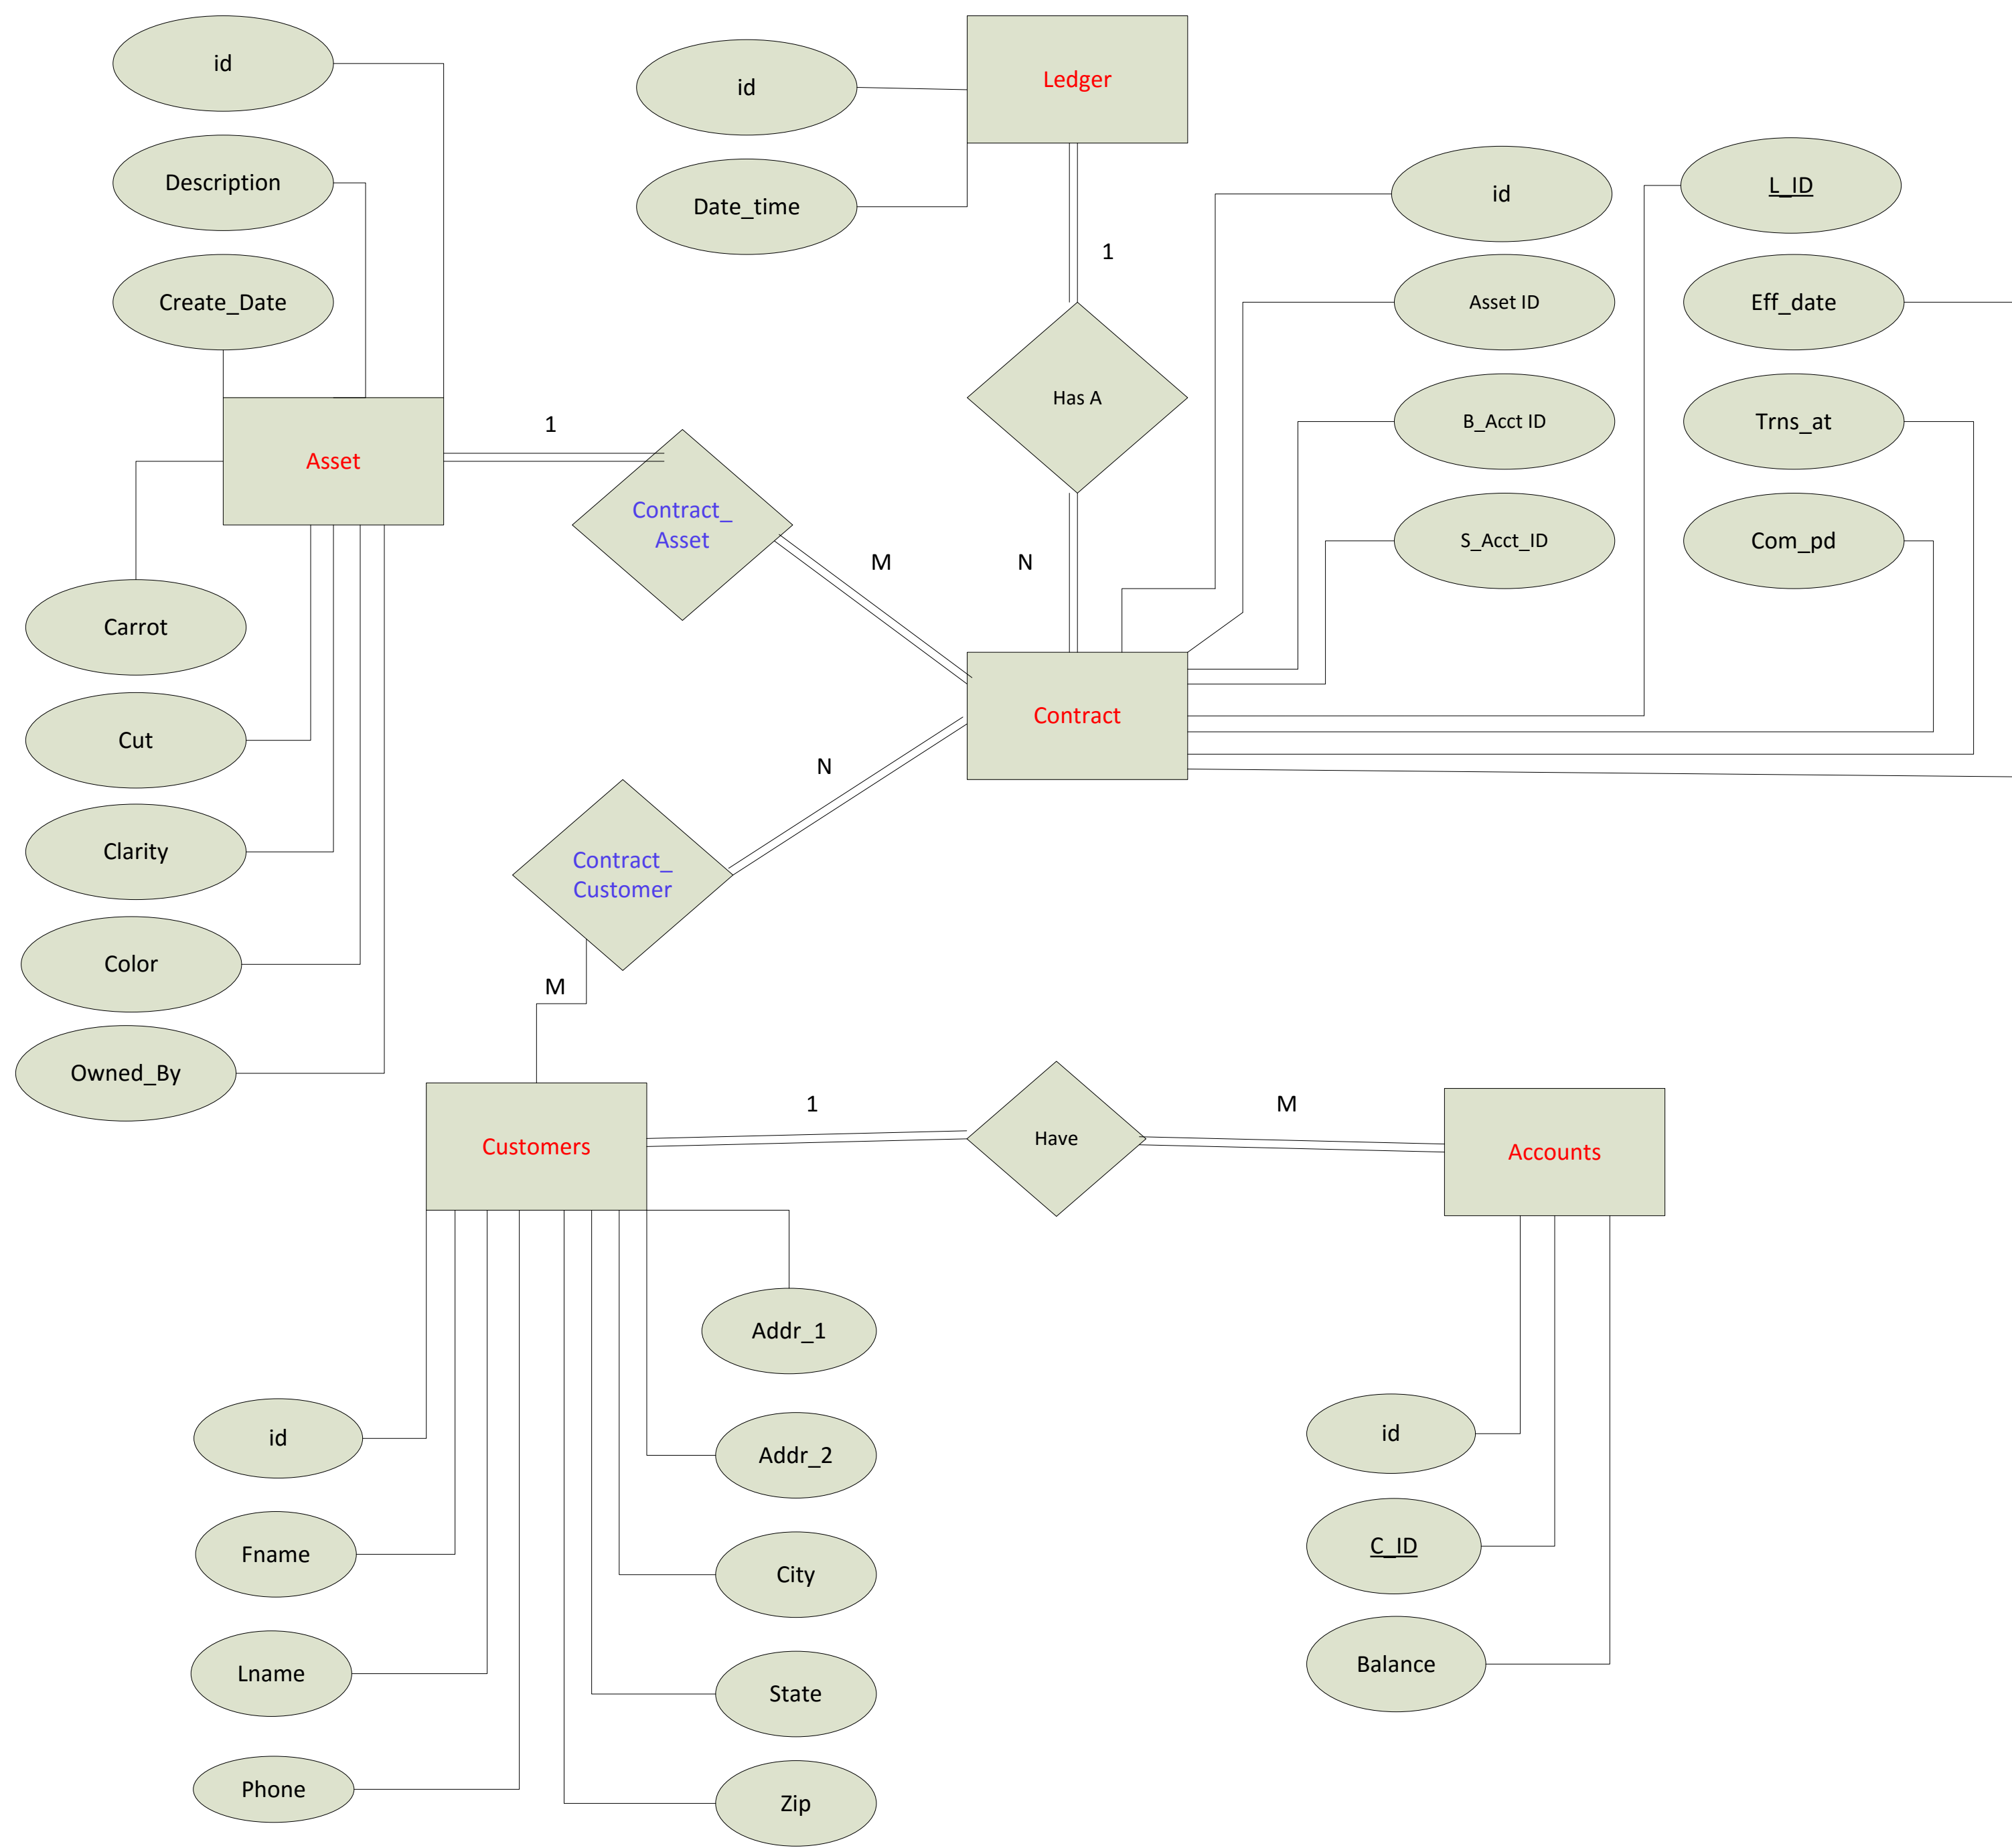 id
Ledger
id
Description
Date_time
id
L_ID
1
Create_Date
Asset ID
Eff_date
Has A
1
Asset
B_Acct ID
Trns_at
Contract_
Asset
M
N
S_Acct_ID
Com_pd
Carrot
Contract
Cut
N
Clarity
Contract_
Customer
Color
M
Owned_By
1
M
Customers
Have
Accounts
Addr_1
id
Addr_2
id
Fname
City
C_ID
Lname
State
Balance
Phone
Zip